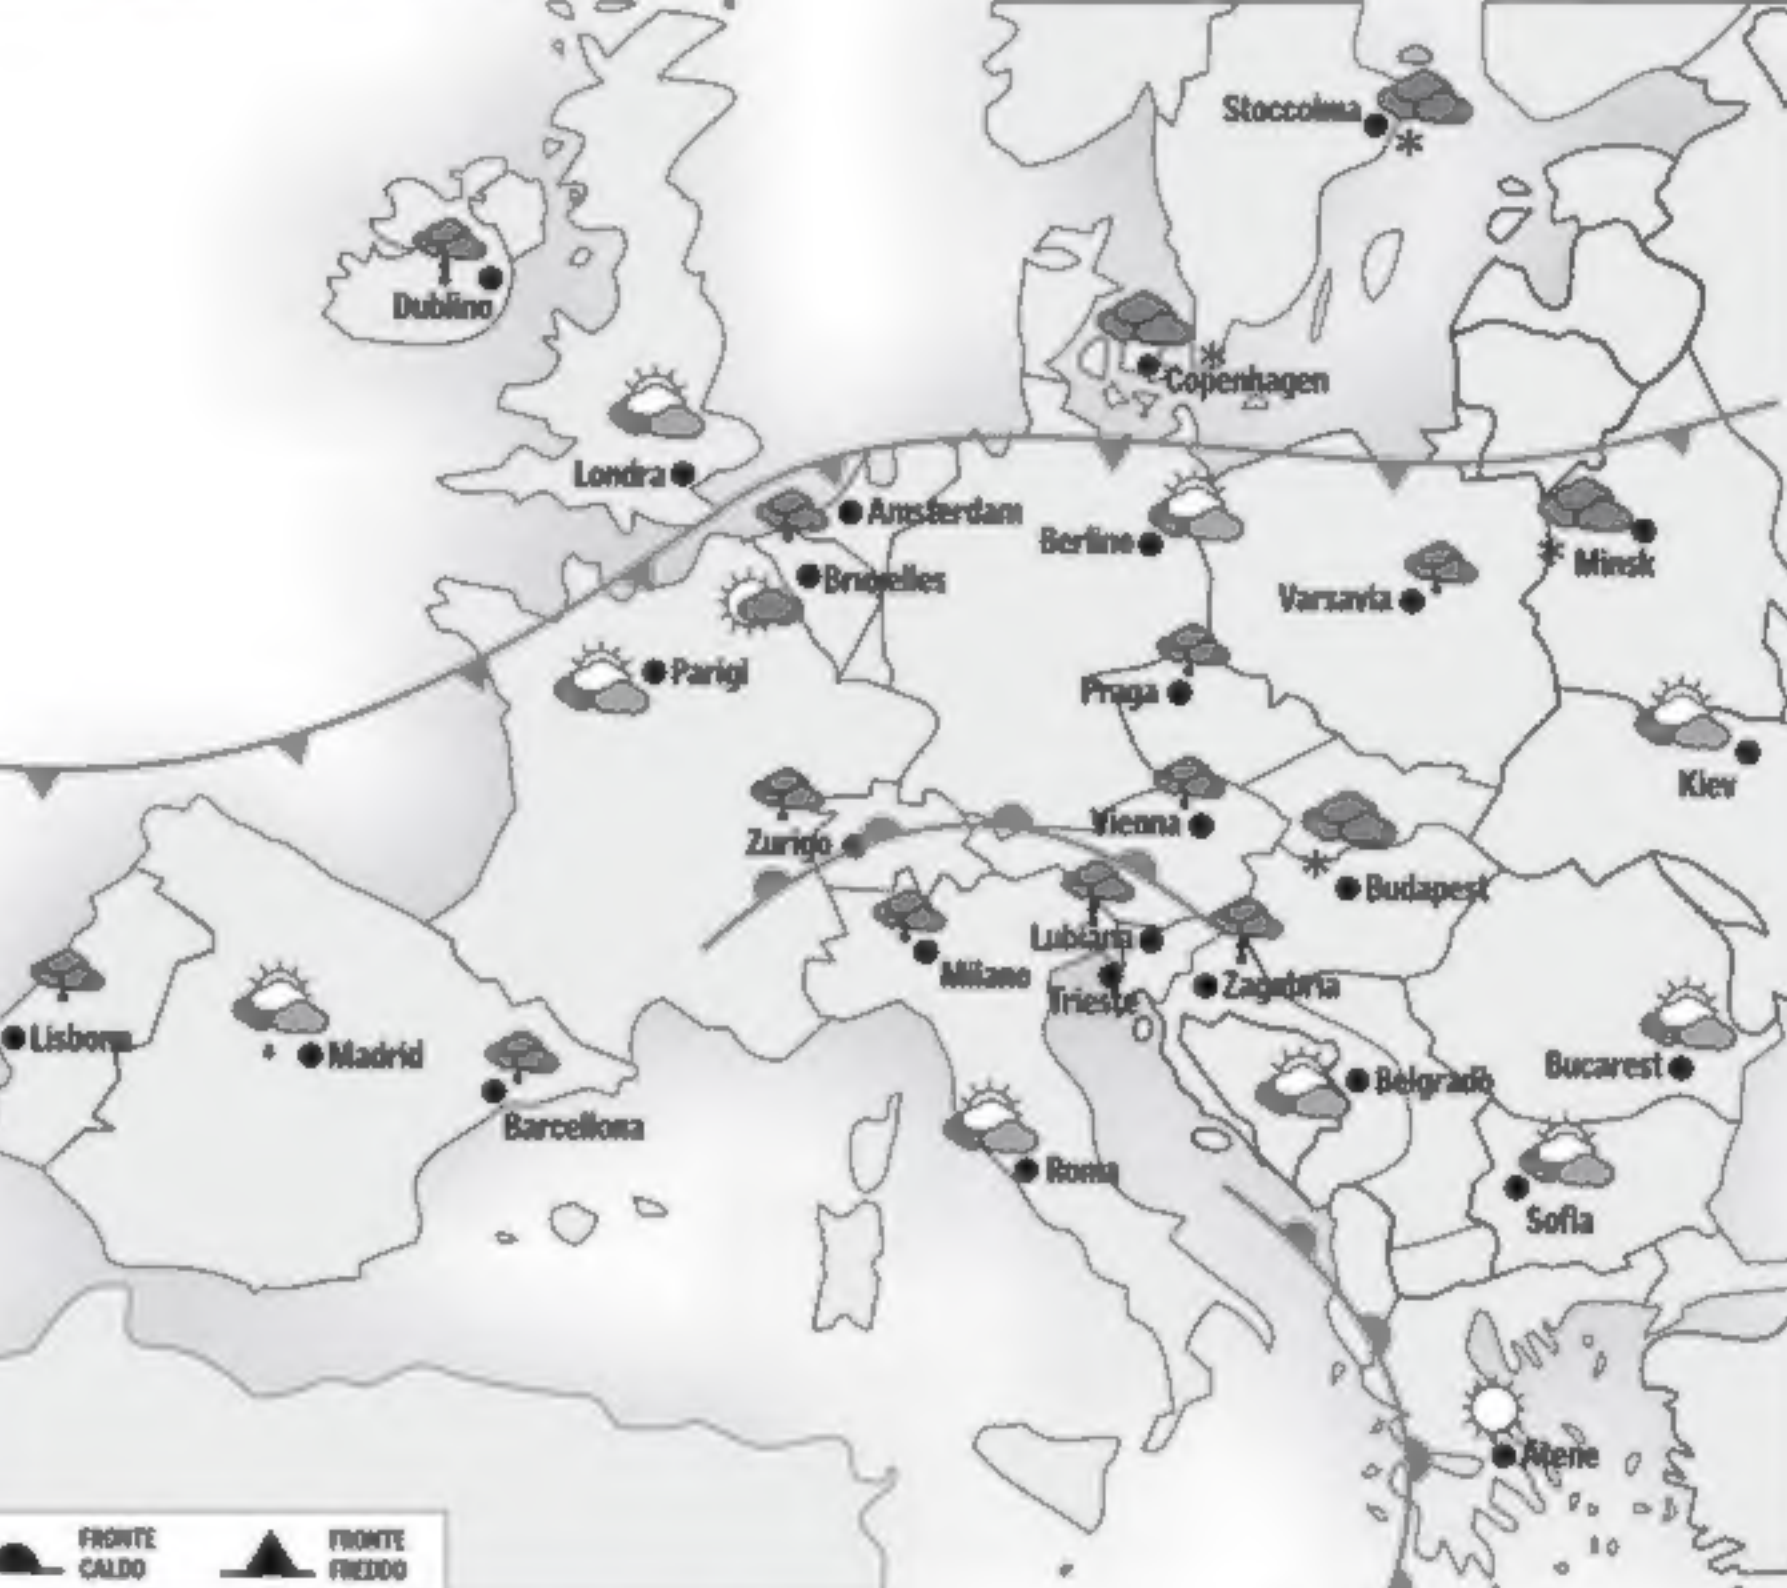 Stoccolma
Dublino
Copenhagen
Londra
Amsterdam
Berlino
Minsk
Bruxelles
Varsavia
Parigi
Praga
Kiev
Vienna
Zurigo
Budapest
Lubiana
Milano
Trieste
Zagabria
Lisbona
Madrid
Belgrado
Bucarest
Barcellona
Roma
Sofia
Atene
FRONTE
CALDO
FRONTE
FREDDO